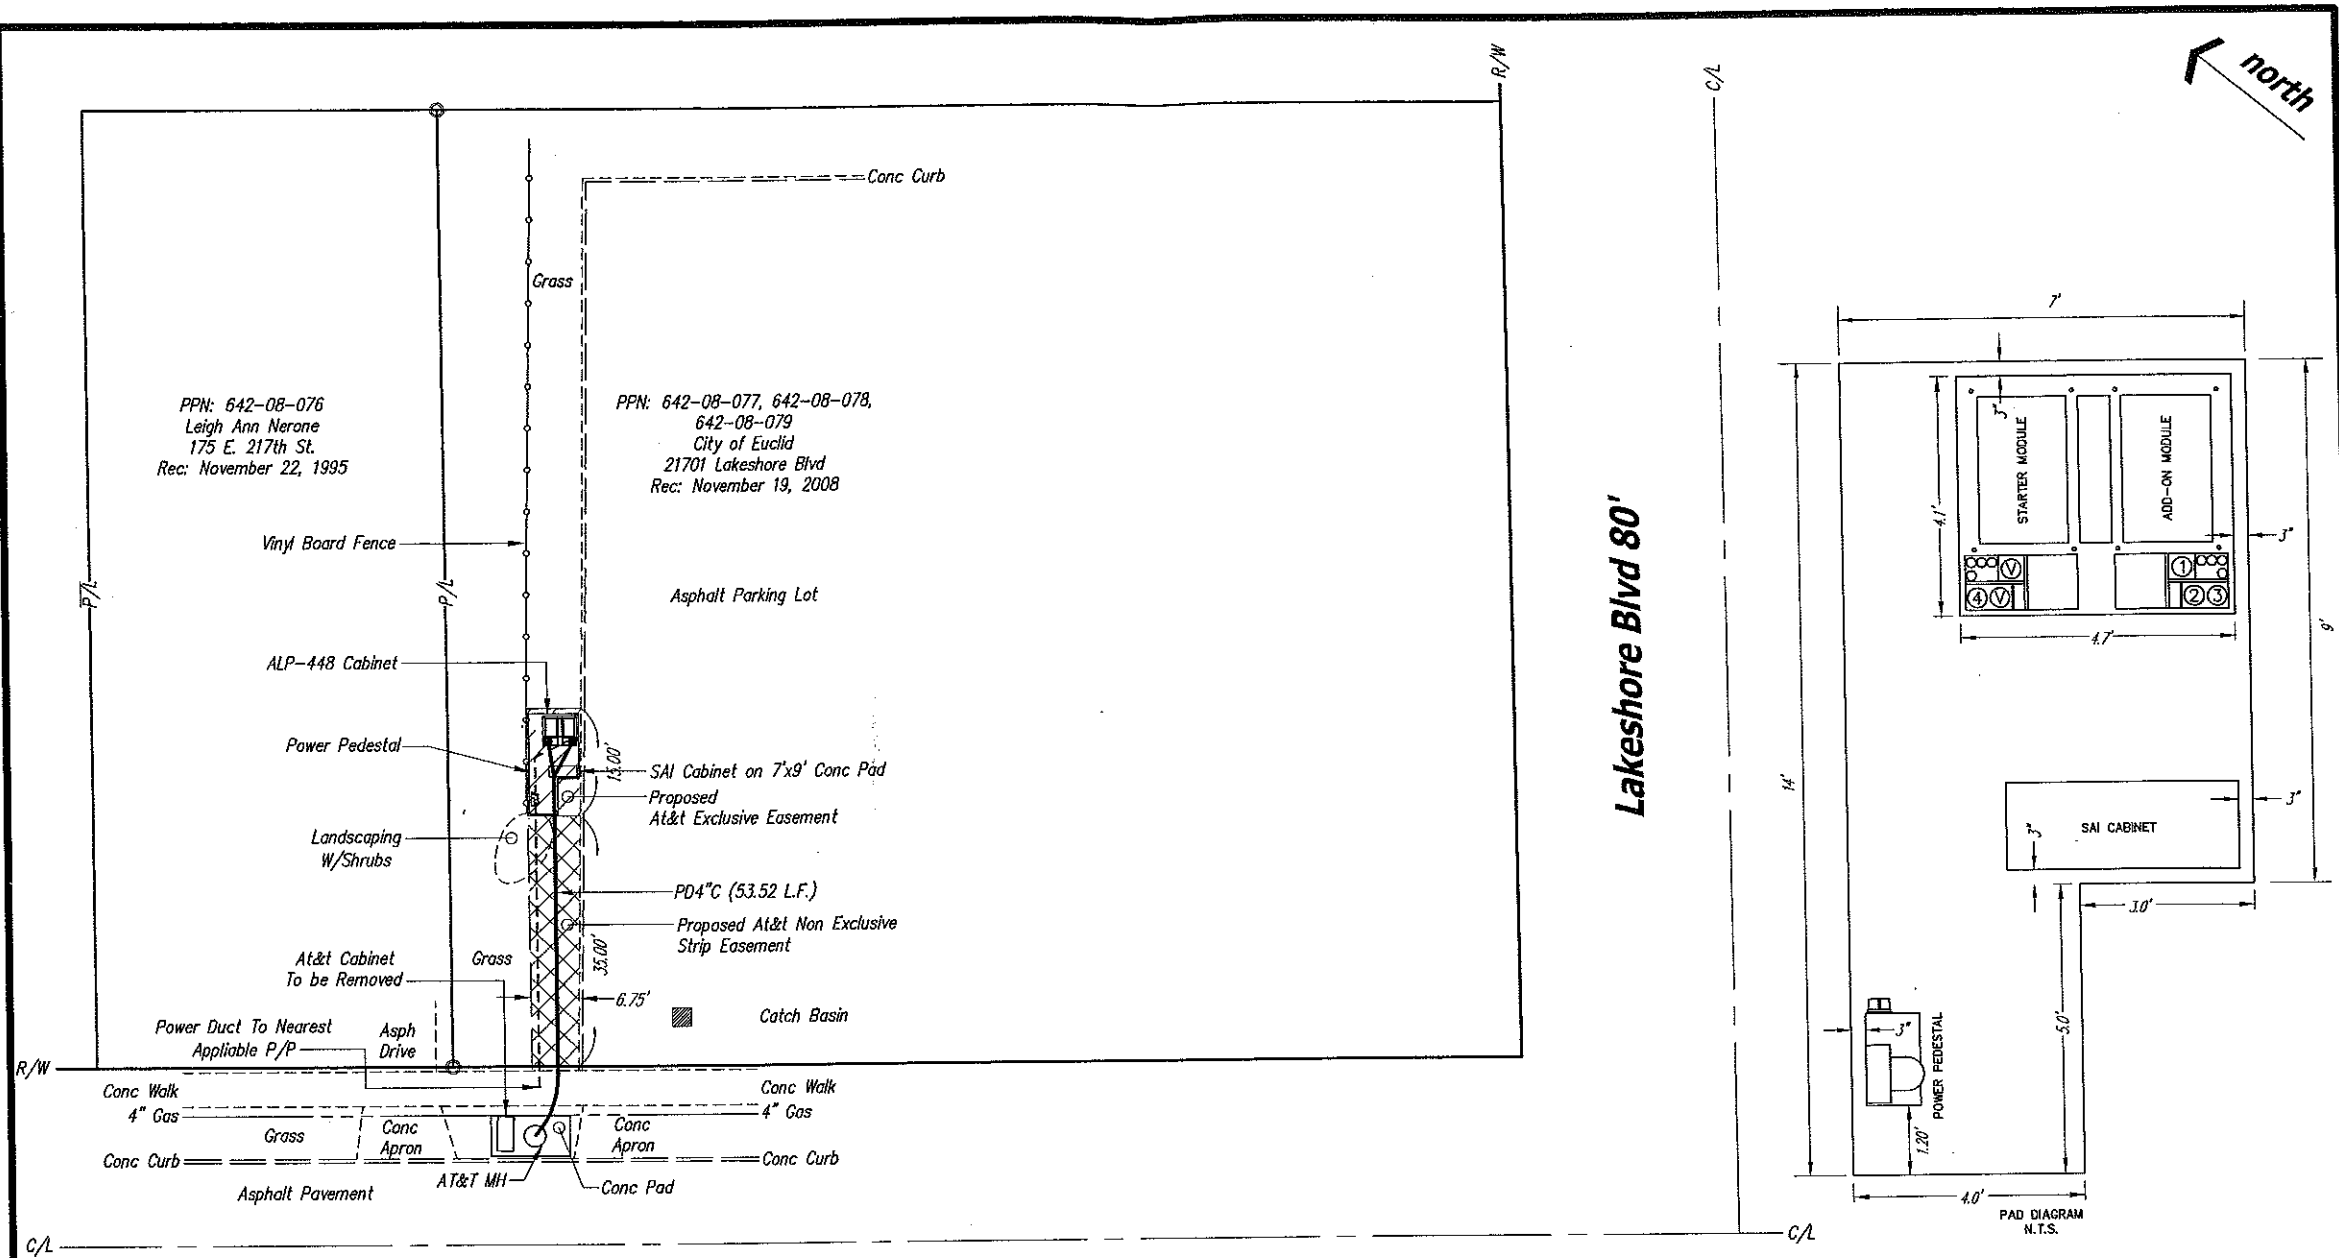 north
R/W
C/L
Conc Curb
Grass
7'
PPN: 642-08-076
Leigh Ann Nerone
175 E. 217th St.
Rec: November 22, 1995
PPN: 642-08-077, 642-08-078,
642-08-079
City of Euclid
21701 Lakeshore Blvd
Rec: November 19, 2008
3"
STARTER MODULE
ADD-ON MODULE
4.1'
3"
V
1
4
V
2
3
4.7'
9'
Vinyl Board Fence
P/L
P/L
Asphalt Parking Lot
Lakeshore Blvd 80'
ALP-448 Cabinet
Power Pedestal
15.00'
SAI Cabinet on 7'x9' Conc Pad
Proposed
At&t Exclusive Easement
14'
3"
3"
SAI CABINET
Landscaping
W/Shrubs
PD4"C (53.52 L.F.)
3.0'
Proposed At&t Non Exclusive
Strip Easement
35.00'
At&t Cabinet
To be Removed
Grass
6.75'
Catch Basin
Power Duct To Nearest
Appliable P/P
Asph
Drive
3"
POWER PEDESTAL
5.0'
1.20'
R/W
Conc Walk
Conc Walk
4" Gas
4" Gas
Grass
Conc
Apron
Conc
Apron
Conc Curb
Conc Curb
AT&T MH
Conc Pad
Asphalt Pavement
4.0'
PAD DIAGRAM
N.T.S.
C/L
C/L